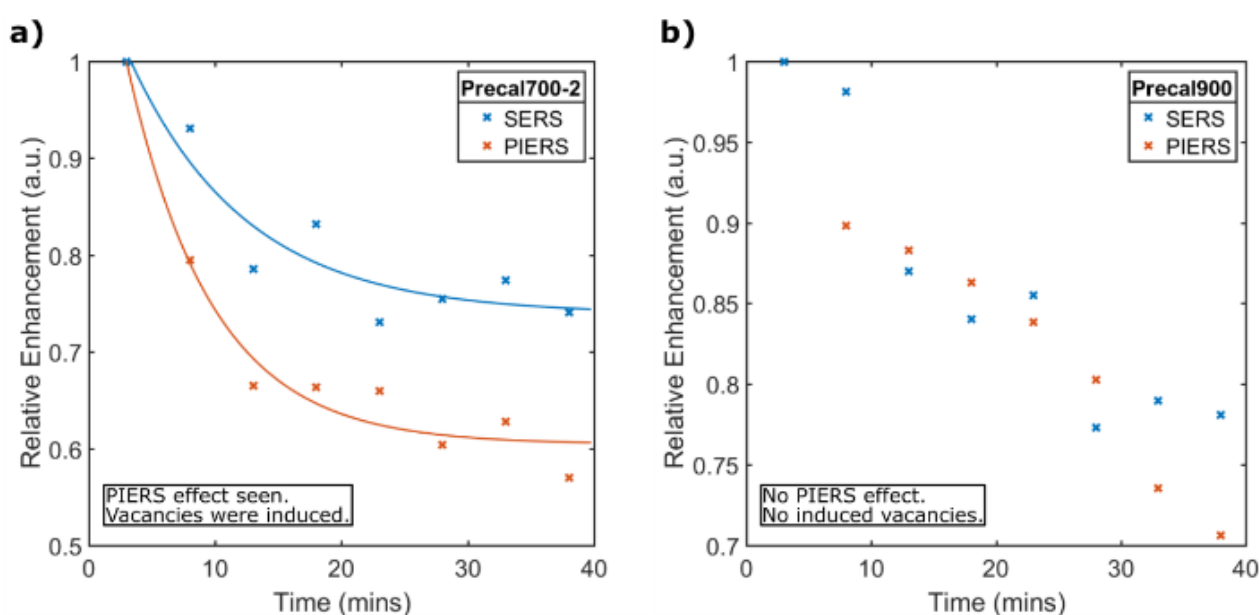 a)
Precal700-2
SERS
PIERS
1
0.9
0.8
0.7
0.6
0.5
Relative Enhancement (a.u.)
PIERS effect seen.
Vacancies were induced.
0
10
20
30
40
Time (mins)
b)
Precal900
SERS
PIERS
1
0.95
0.9
0.85
0.8
0.75
0.7
Relative Enhancement (a.u.)
No PIERS effect.
No induced vacancies.
0
10
20
30
40
Time (mins)